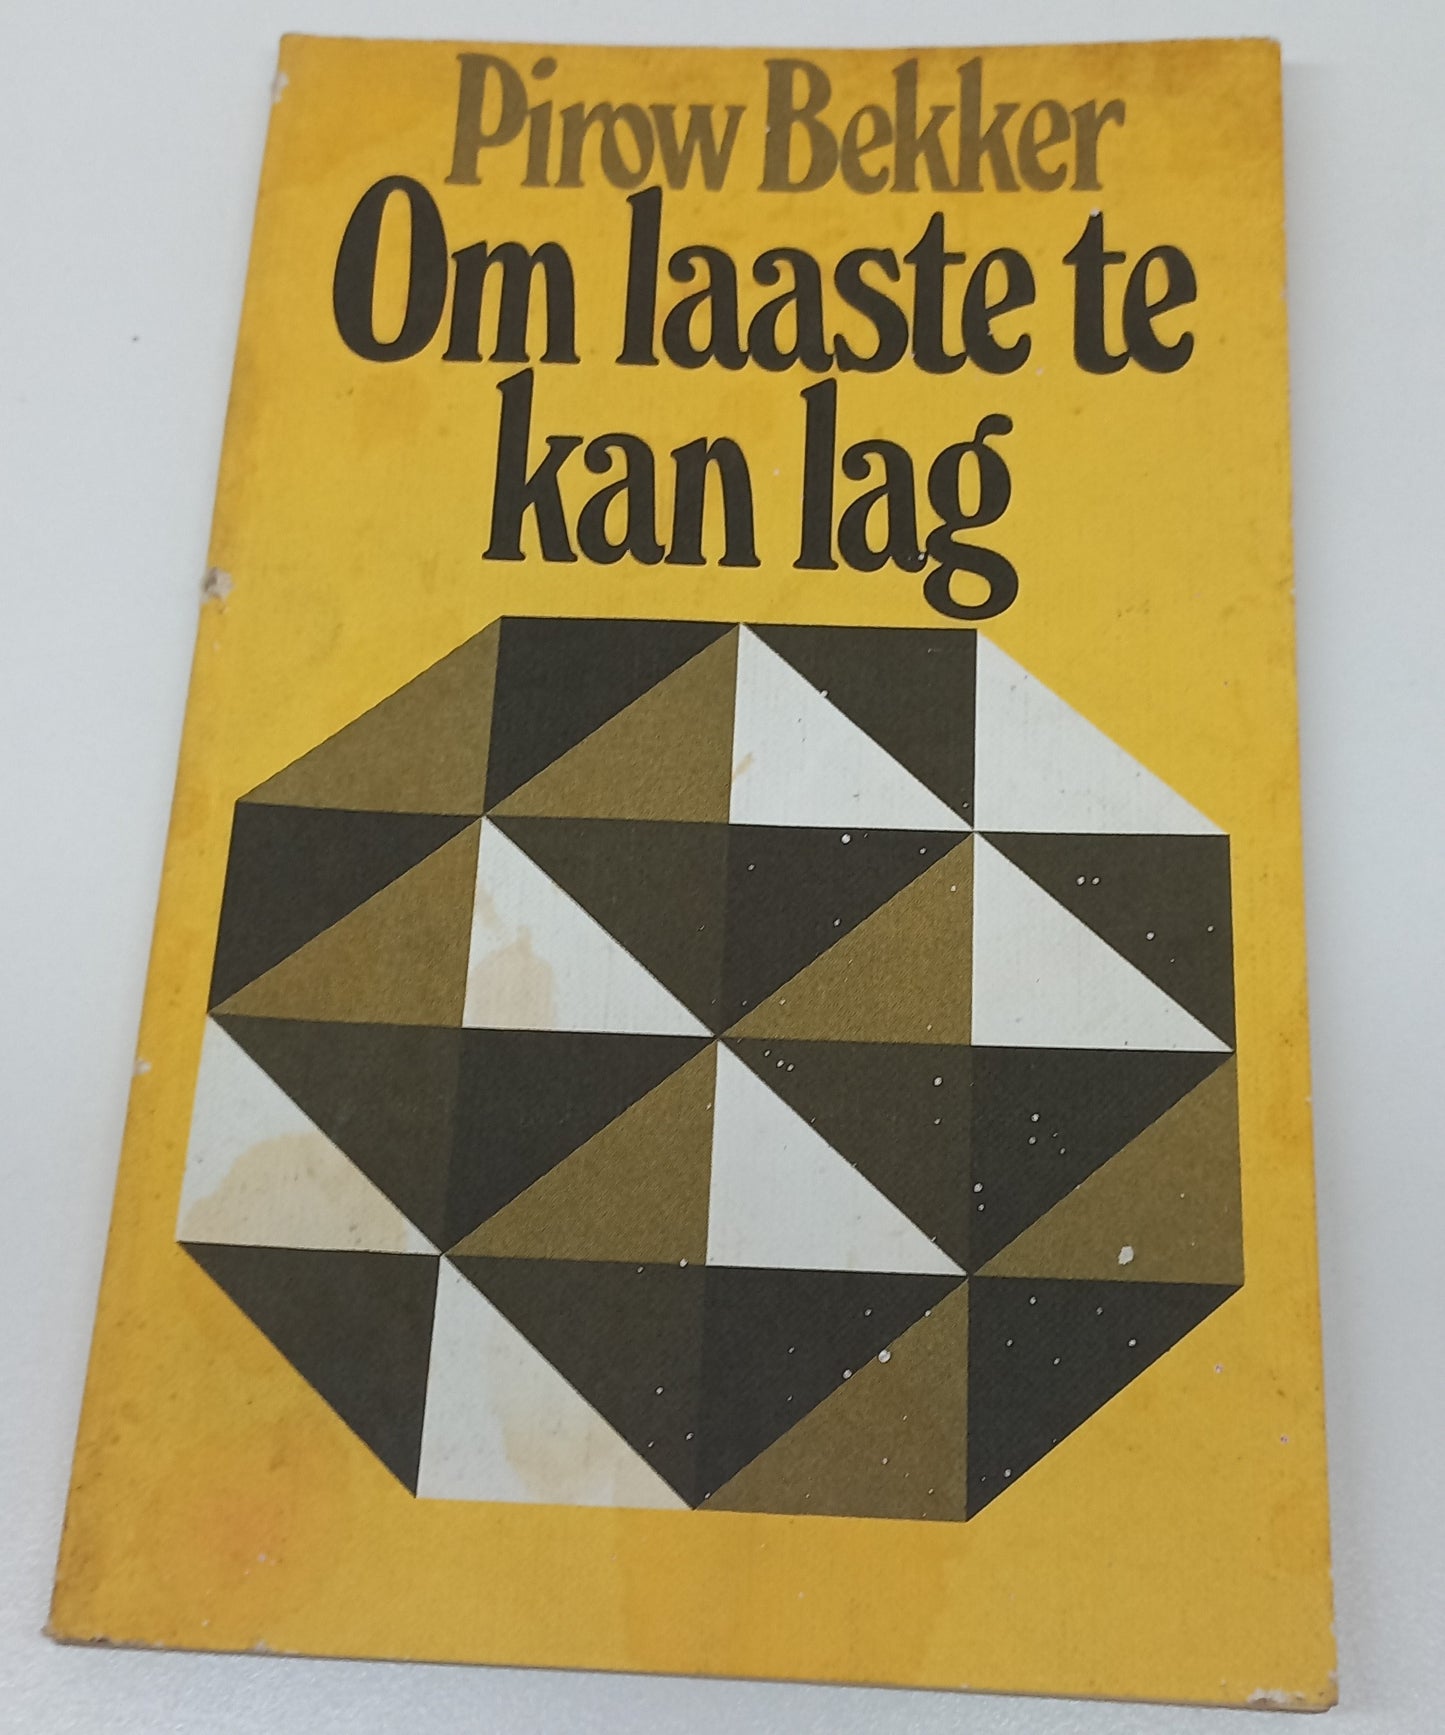 Pirow Bekker
Om laaste te
kan lag